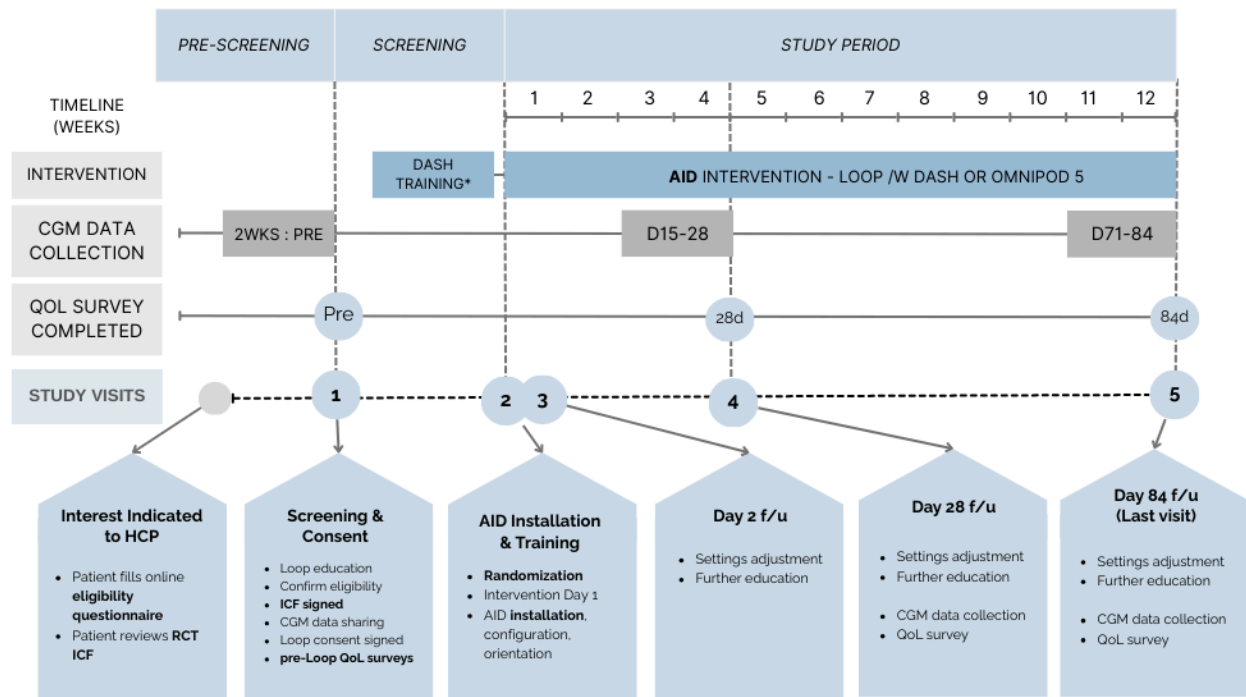 PRE-SCREENING
SCREENING
STUDY PERIOD
TIMELINE
(WEEKS)
1 2 3 4 5 6 7 8 9 10 11 12
INTERVENTION
DASH
TRAINING*
AID INTERVENTION - LOOP /W DASH OR OMNIPOD 5
CGM DATA
COLLECTION
2WKS : PRE
D15-28
D71-84
QOL SURVEY
COMPLETED
Pre
28d
84d
STUDY VISITS
1
2
3
4
5
Interest Indicated
to HCP
• Patient fills online
eligibility
questionnaire
• Patient reviews RCT
ICF
Screening &
Consent
• Loop education
• Confirm eligibility
• ICF signed
• CGM data sharing
• Loop consent signed
• pre-Loop QoL surveys
AID Installation
& Training
• Randomization
• Intervention Day 1
• AID installation,
configuration,
orientation
Day 2 f/u
• Settings adjustment
• Further education
Day 28 f/u
• Settings adjustment
• Further education
• CGM data collection
• QoL survey
Day 84 f/u
(Last visit)
• Settings adjustment
• Further education
• CGM data collection
• QoL survey